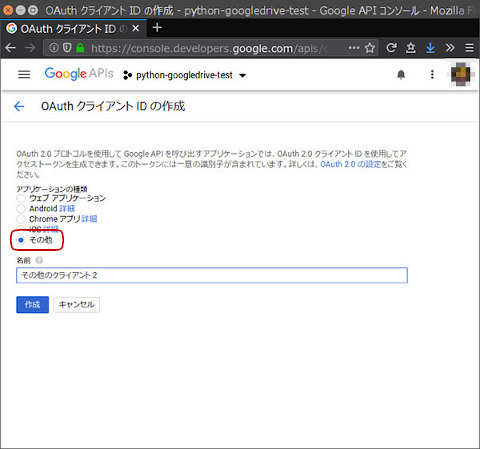 OAuth クライアント ID の作成 - python-googledrive-test - Google API コンソール - Mozilla Fi
OAuth クライアント ID の
https://console.developers.google.com/apis/
Google APIs
python-googledrive-test
OAuth クライアント ID の作成
OAuth 2.0 プロトコルを使用して Google API を呼び出すアプリケーションでは、OAuth 2.0 クライアント ID を使用してア
クセス トークンを生成できます。このトークンには一意の識別子が含まれています。詳しくは、OAuth 2.0 の設定をご覧く
ださい。
アプリケーションの種類
ウェブ アプリケーション
Android 詳細
Chrome アプリ 詳細
iOS 詳細
その他
名前
その他のクライアント 2
作成
キャンセル